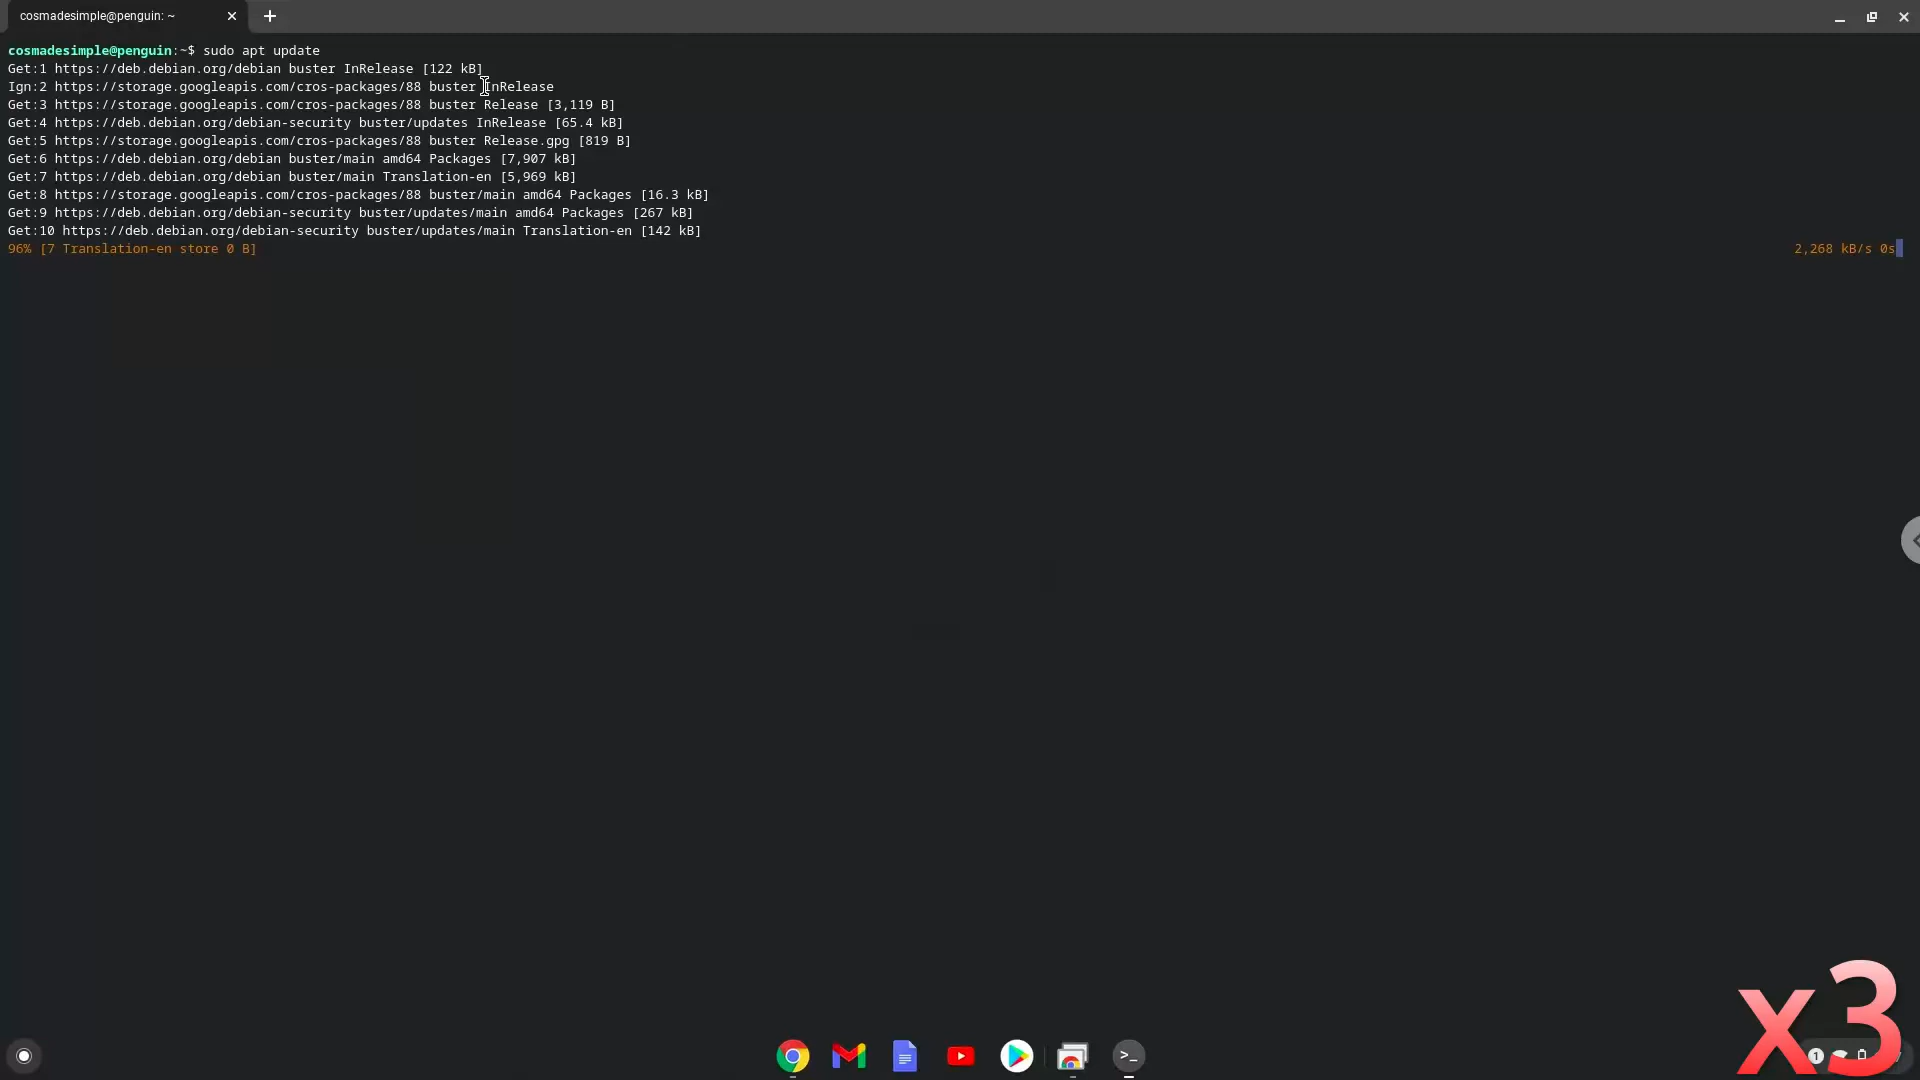 cosmadesimple@penguin: ~
cosmadesimple@penguin:~$ sudo apt update
Get:1 https://deb.debian.org/debian buster InRelease [122 kB]
Ign:2 https://storage.googleapis.com/cros-packages/88 buster InRelease
Get:3 https://storage.googleapis.com/cros-packages/88 buster Release [3,119 B]
Get:4 https://deb.debian.org/debian-security buster/updates InRelease [65.4 kB]
Get:5 https://storage.googleapis.com/cros-packages/88 buster Release.gpg [819 B]
Get:6 https://deb.debian.org/debian buster/main amd64 Packages [7,907 kB]
Get:7 https://deb.debian.org/debian buster/main Translation-en [5,969 kB]
Get:8 https://storage.googleapis.com/cros-packages/88 buster/main amd64 Packages [16.3 kB]
Get:9 https://deb.debian.org/debian-security buster/updates/main amd64 Packages [267 kB]
Get:10 https://deb.debian.org/debian-security buster/updates/main Translation-en [142 kB]
96% [7 Translation-en store 0 B] 2,268 kB/s 0s
x3
1